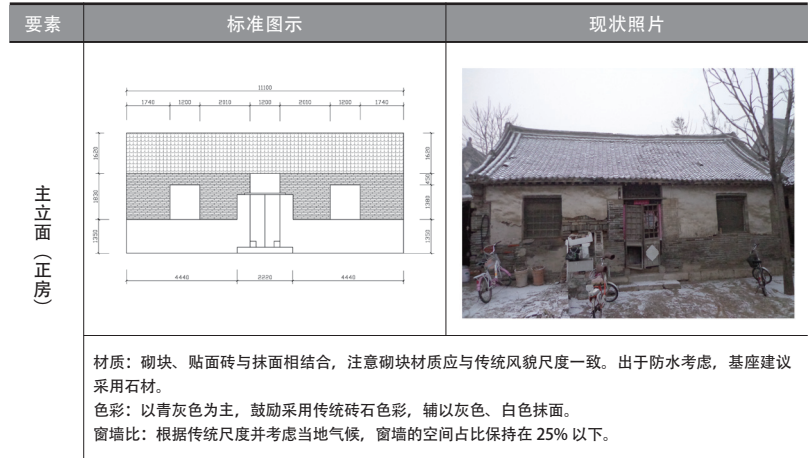 要素
标准图示
现状照片
主立面（正房）
11100
1740 1200 2010 1200 2010 1200 1740
1620
1830
1350
1620
450
1380
1350
4440 2220 4440
材质：砌块、贴面砖与抹面相结合，注意砌块材质应与传统风貌尺度一致。出于防水考虑，基座建议
采用石材。
色彩：以青灰色为主，鼓励采用传统砖石色彩，辅以灰色、白色抹面。
窗墙比：根据传统尺度并考虑当地气候，窗墙的空间占比保持在 25% 以下。